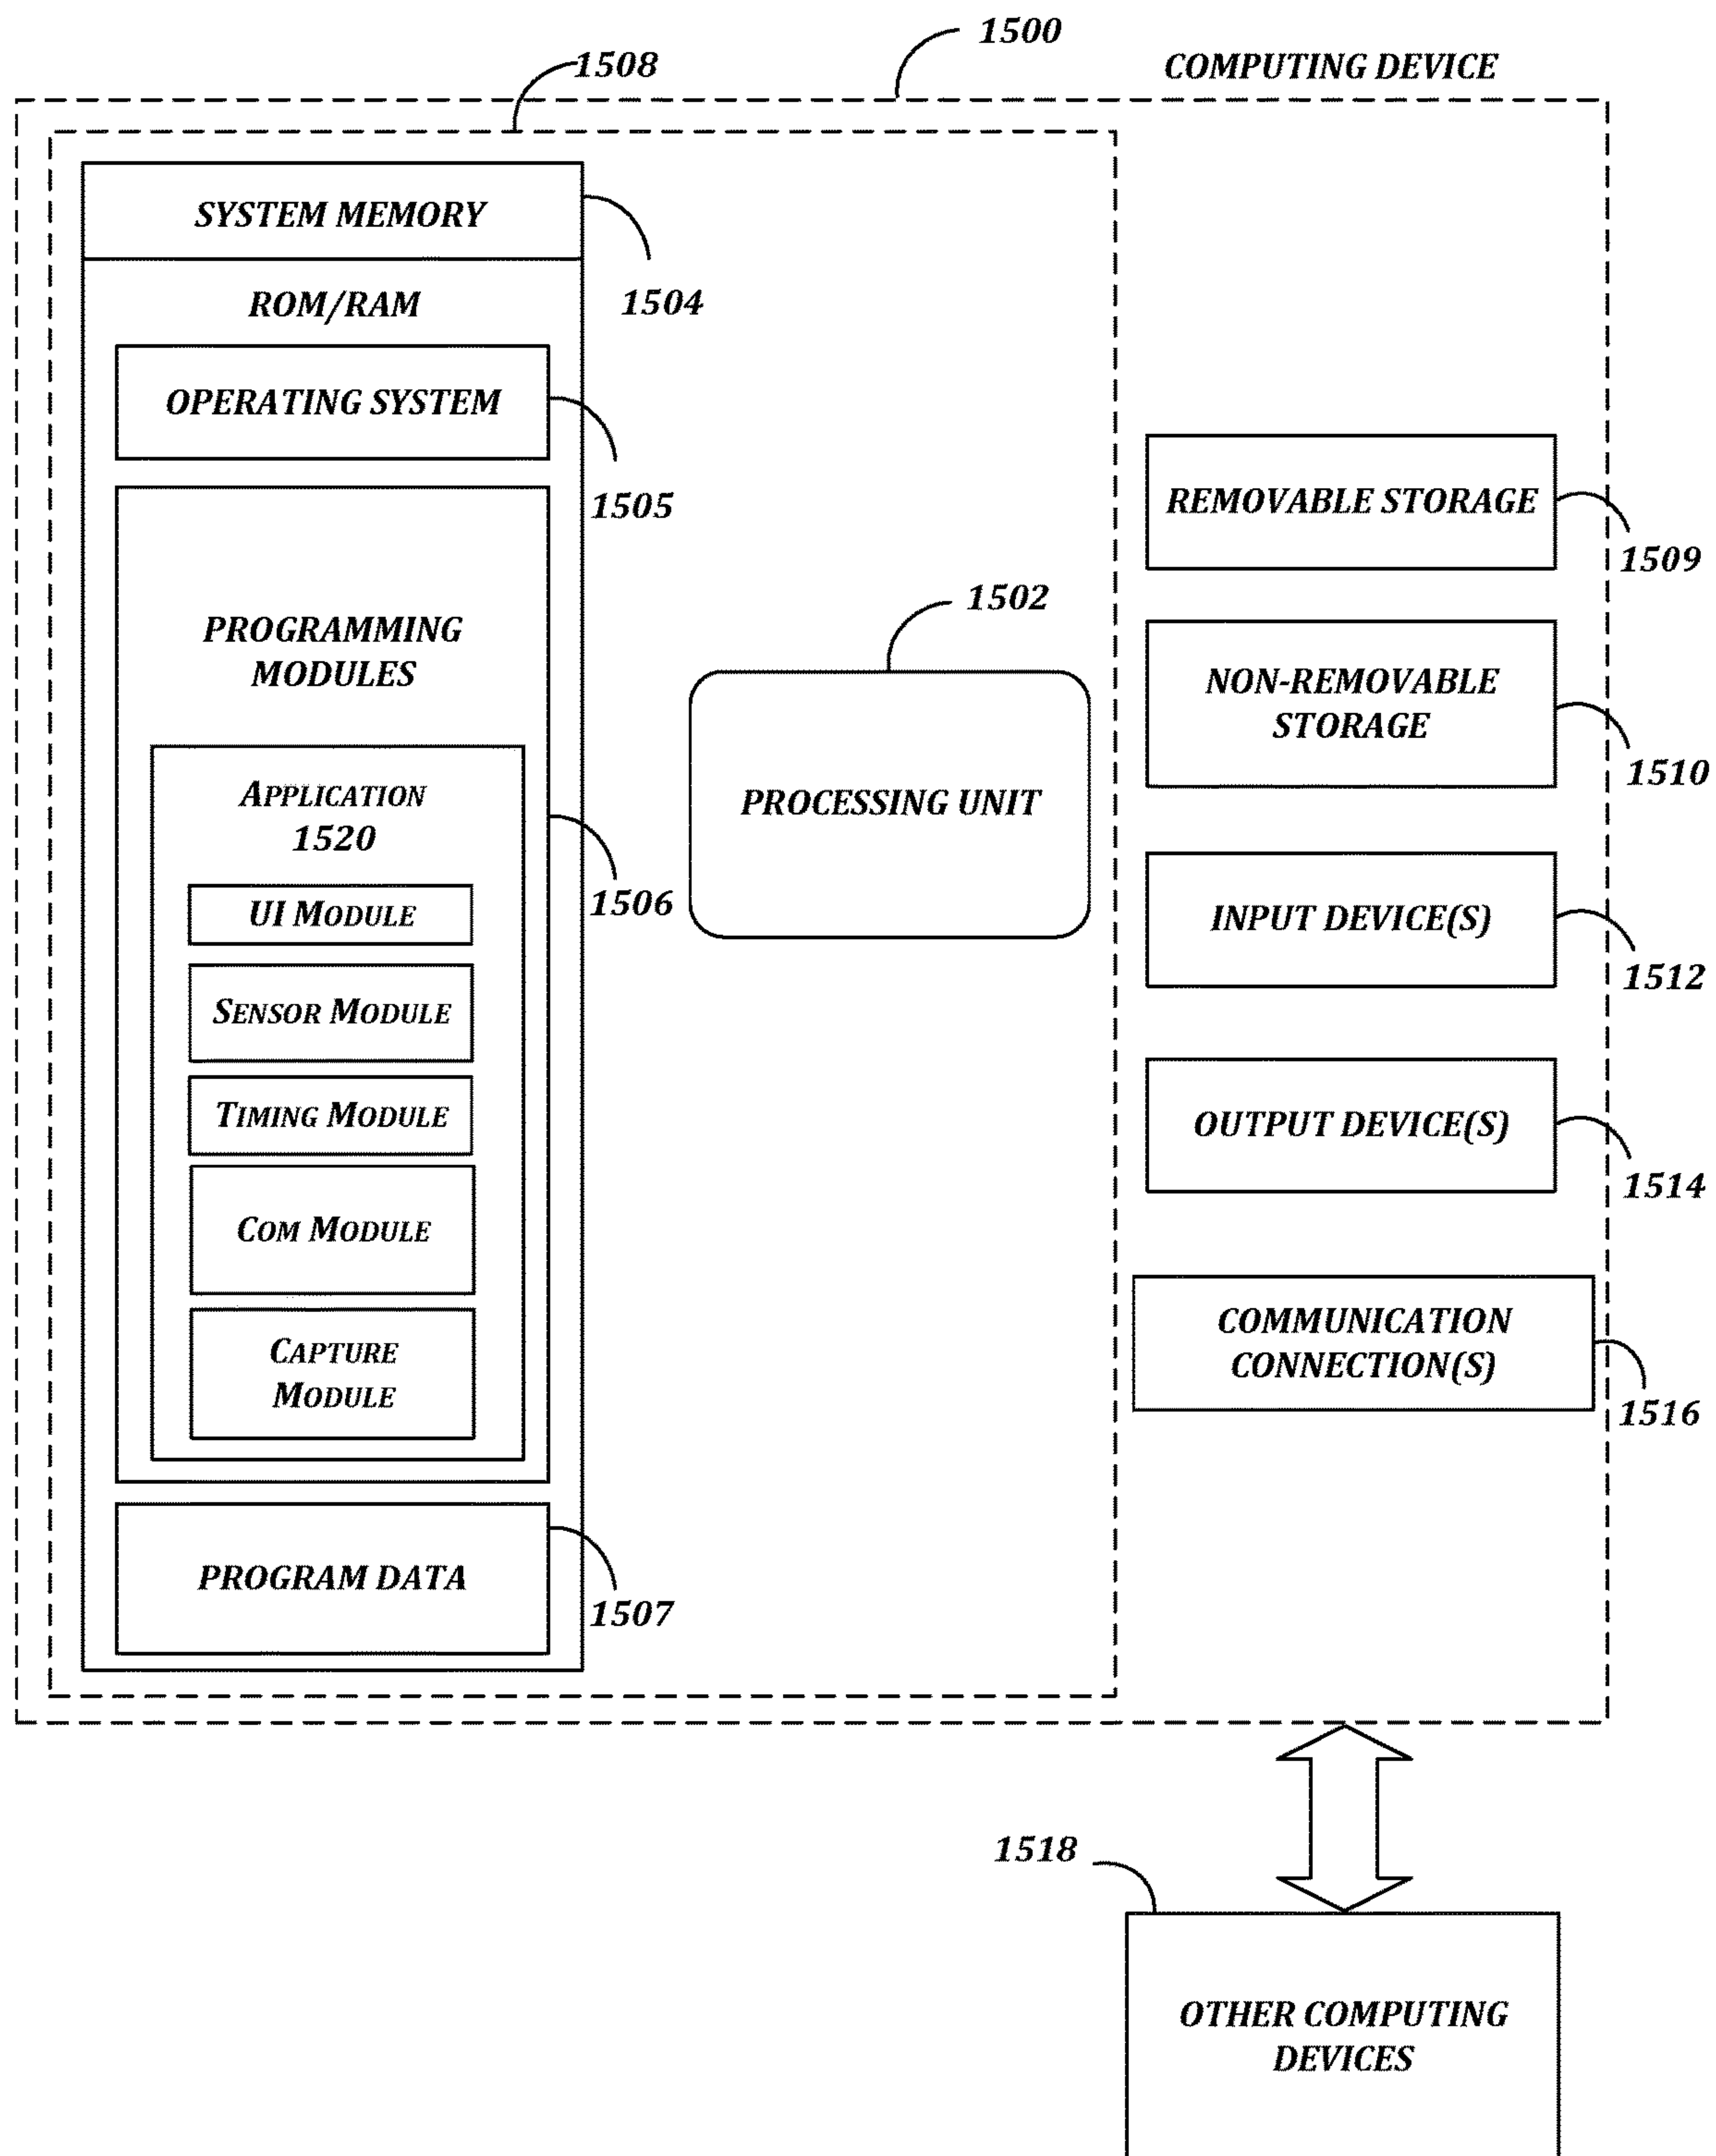 1500
COMPUTING DEVICE
1508
SYSTEM MEMORY
1504
ROM/RAM
OPERATING SYSTEM
1505
PROGRAMMING
MODULES
APPLICATION
1520
1506
UI MODULE
SENSOR MODULE
TIMING MODULE
COM MODULE
CAPTURE
MODULE
PROGRAM DATA
1507
1502
PROCESSING UNIT
REMOVABLE STORAGE
1509
NON-REMOVABLE
STORAGE
1510
INPUT DEVICE(S)
1512
OUTPUT DEVICE(S)
1514
COMMUNICATION
CONNECTION(S)
1516
1518
OTHER COMPUTING
DEVICES